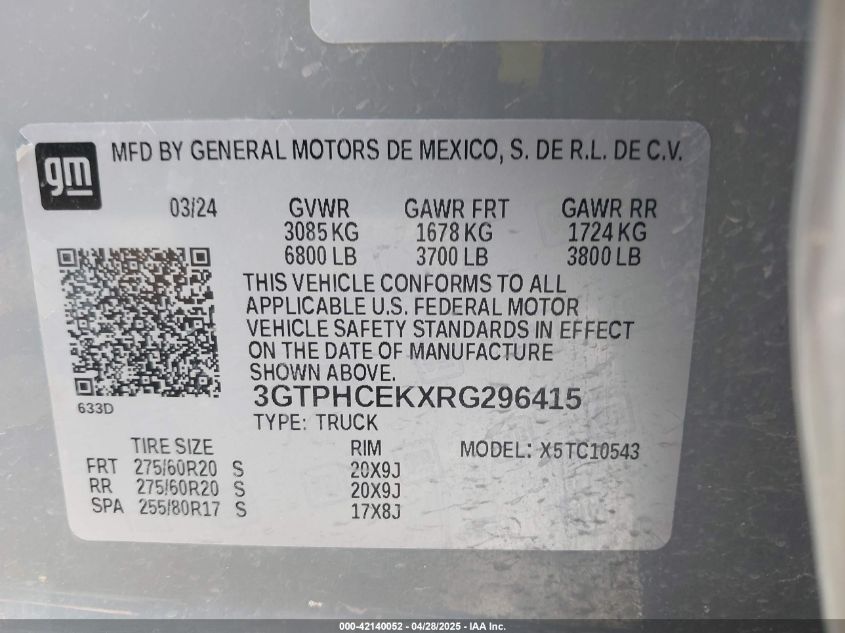 gm
MFD BY GENERAL MOTORS DE MEXICO, S. DE R.L. DE C.V.
03/24 GVWR GAWR FRT GAWR RR
3085 KG 1678 KG 1724 KG
6800 LB 3700 LB 3800 LB
THIS VEHICLE CONFORMS TO ALL
APPLICABLE U.S. FEDERAL MOTOR
VEHICLE SAFETY STANDARDS IN EFFECT
ON THE DATE OF MANUFACTURE
SHOWN ABOVE.
633D
3GTPHCEKXRG296415
TYPE: TRUCK
TIRE SIZE RIM MODEL: X5TC10543
FRT 275/60R20 S 20X9J
RR 275/60R20 S 20X9J
SPA 255/80R17 S 17X8J
000-42140052 - 04/28/2025 - IAA Inc.